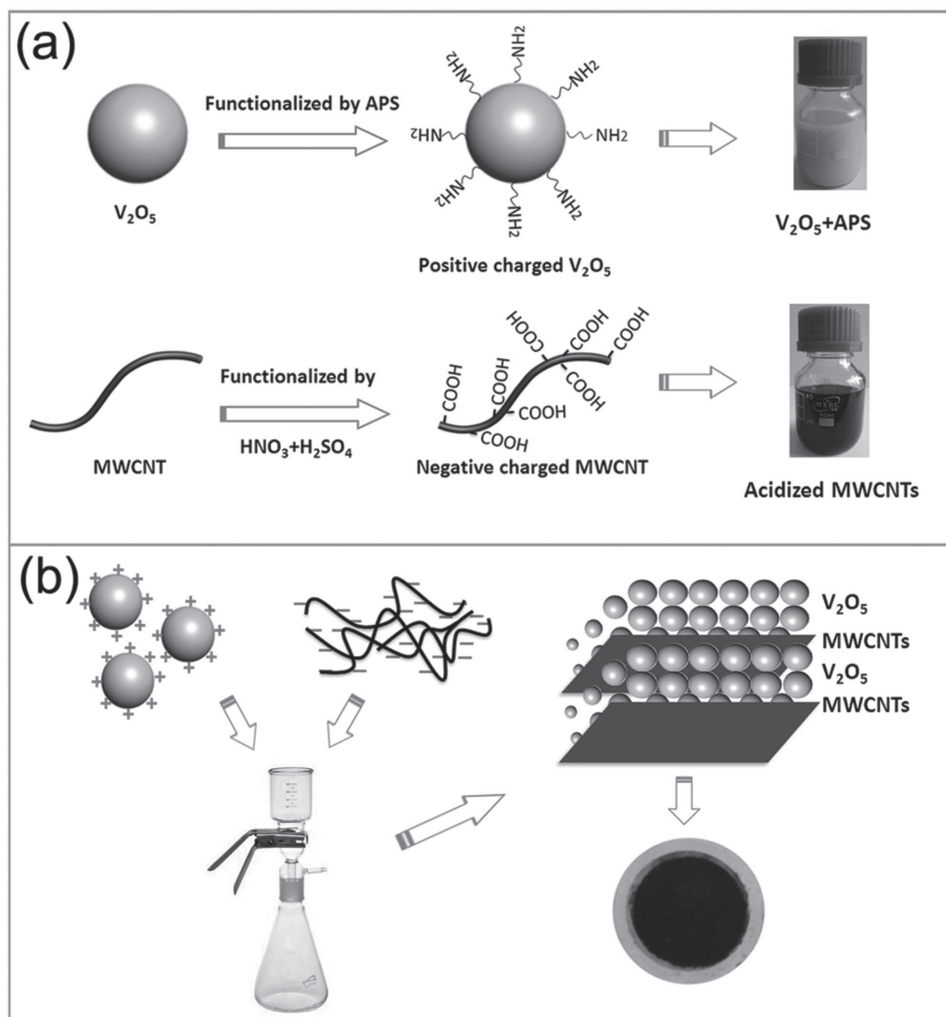 (a)
Functionalized by APS
V₂O₅
NH2
NH2
NH2
NH2
NH2
NH2
NH2
NH2
Positive charged V₂O₅
V₂O₅+APS
MWCNT
Functionalized by
HNO₃+H₂SO₄
COOH
COOH
COOH
COOH
COOH
COOH
COOH
COOH
Negative charged MWCNT
Acidized MWCNTs
(b)
V₂O₅
MWCNTs
V₂O₅
MWCNTs